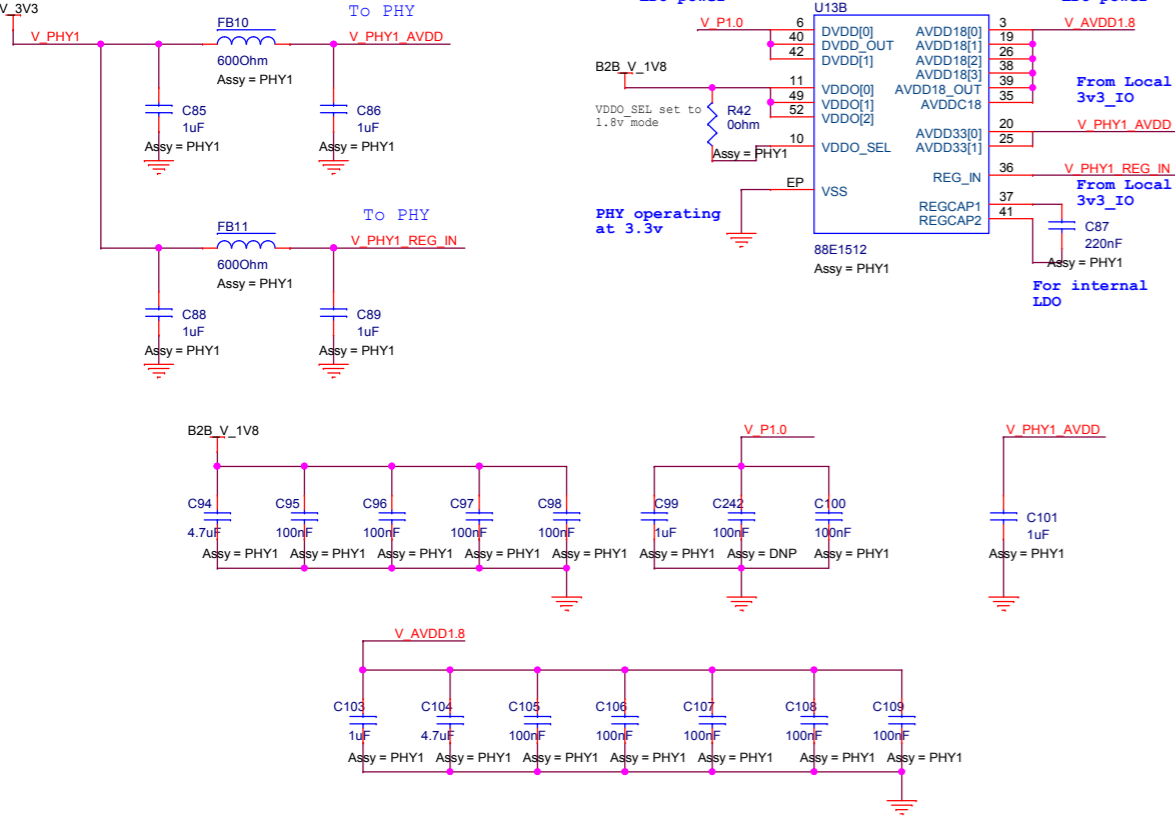 V_3V3
V_PHY1
FB10
600Ohm
Assy = PHY1
To PHY
V_PHY1_AVDD
C85
1uF
Assy = PHY1
C86
1uF
Assy = PHY1
FB11
600Ohm
Assy = PHY1
To PHY
V_PHY1_REG_IN
C88
1uF
Assy = PHY1
C89
1uF
Assy = PHY1
U13B
V_P1.0
6
DVDD[0]
40
DVDD_OUT
42
DVDD[1]
B2B_V_1V8
11
VDDO[0]
49
VDDO[1]
52
VDDO[2]
VDDO_SEL set to
1.8v mode
R42
0ohm
Assy = PHY1
10
VDDO_SEL
EP
VSS
PHY operating
at 3.3v
AVDD18[0]
3
V_AVDD1.8
AVDD18[1]
19
AVDD18[2]
26
AVDD18[3]
38
AVDD18_OUT
39
AVDDC18
35
From Local
3v3_IO
AVDD33[0]
20
V_PHY1_AVDD
AVDD33[1]
25
REG_IN
36
V_PHY1_REG_IN
From Local
3v3_IO
REGCAP1
37
REGCAP2
41
C87
220nF
Assy = PHY1
For internal
LDO
88E1512
Assy = PHY1
B2B_V_1V8
C94
4.7uF
Assy = PHY1
C95
100nF
Assy = PHY1
C96
100nF
Assy = PHY1
C97
100nF
Assy = PHY1
C98
100nF
Assy = PHY1
V_P1.0
C99
1uF
Assy = PHY1
C242
100nF
Assy = DNP
C100
100nF
Assy = PHY1
V_PHY1_AVDD
C101
1uF
Assy = PHY1
V_AVDD1.8
C103
1uF
Assy = PHY1
C104
4.7uF
Assy = PHY1
C105
100nF
Assy = PHY1
C106
100nF
Assy = PHY1
C107
100nF
Assy = PHY1
C108
100nF
Assy = PHY1
C109
100nF
Assy = PHY1